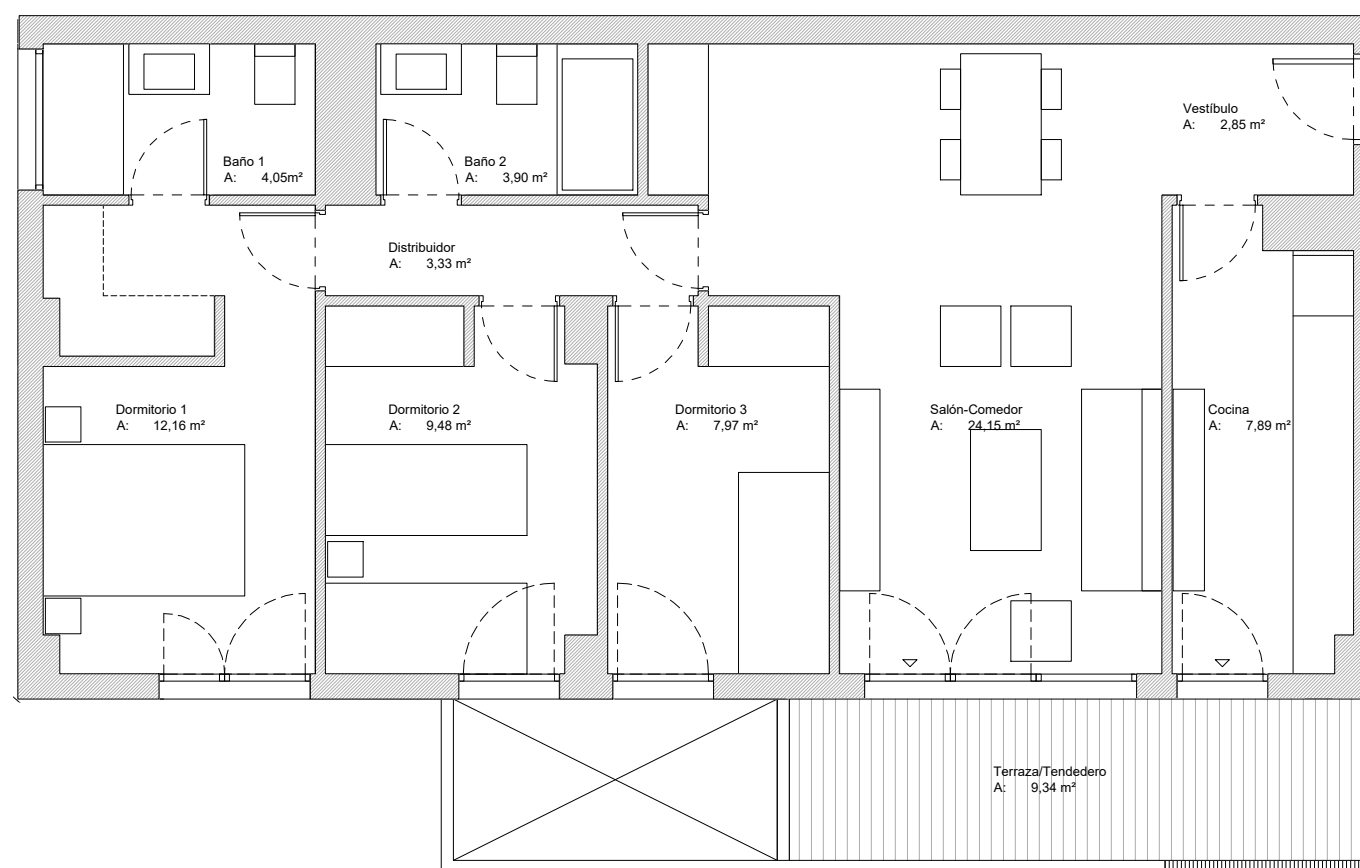 Vestíbulo
A: 2,85 m²
Baño 1
A: 4,05m²
Baño 2
A: 3,90 m²
Distribuidor
A: 3,33 m²
Dormitorio 1
A: 12,16 m²
Dormitorio 2
A: 9,48 m²
Dormitorio 3
A: 7,97 m²
Salón-Comedor
A: 24,15 m²
Cocina
A: 7,89 m²
Terraza/Tendedero
A: 9,34 m²